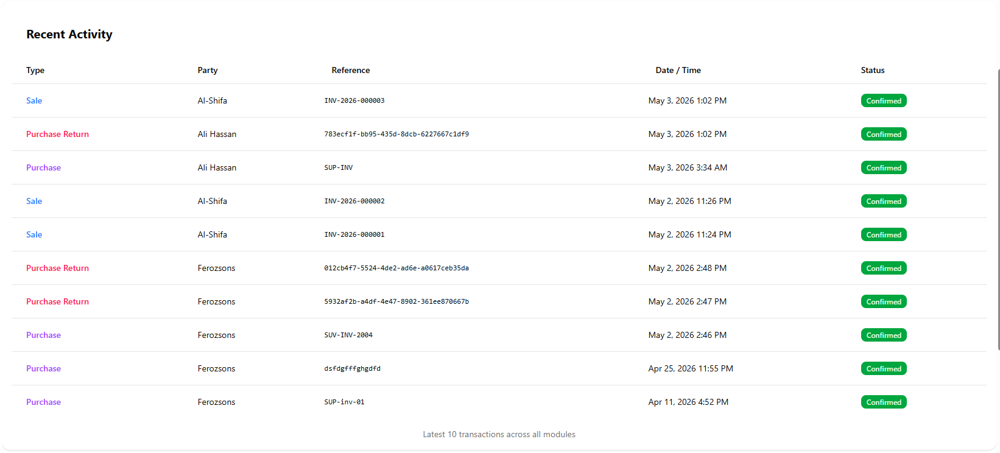 Recent Activity
Type Party Reference Date / Time Status
Sale Al-Shifa INV-2026-000003 May 3, 2026 1:02 PM Confirmed
Purchase Return Ali Hassan 783ecf1f-bb95-435d-8dcb-6227667c1df9 May 3, 2026 1:02 PM Confirmed
Purchase Ali Hassan SUP-INV May 3, 2026 3:34 AM Confirmed
Sale Al-Shifa INV-2026-000002 May 2, 2026 11:26 PM Confirmed
Sale Al-Shifa INV-2026-000001 May 2, 2026 11:24 PM Confirmed
Purchase Return Ferozsons 012cb4f7-5524-4de2-ad6e-a0617ceb35da May 2, 2026 2:48 PM Confirmed
Purchase Return Ferozsons 5932af2b-a4df-4e47-8902-361ee870667b May 2, 2026 2:47 PM Confirmed
Purchase Ferozsons SUV-INV-2004 May 2, 2026 2:46 PM Confirmed
Purchase Ferozsons dsfdgfffghgdfd Apr 25, 2026 11:55 PM Confirmed
Purchase Ferozsons SUP-inv-01 Apr 11, 2026 4:52 PM Confirmed
Latest 10 transactions across all modules